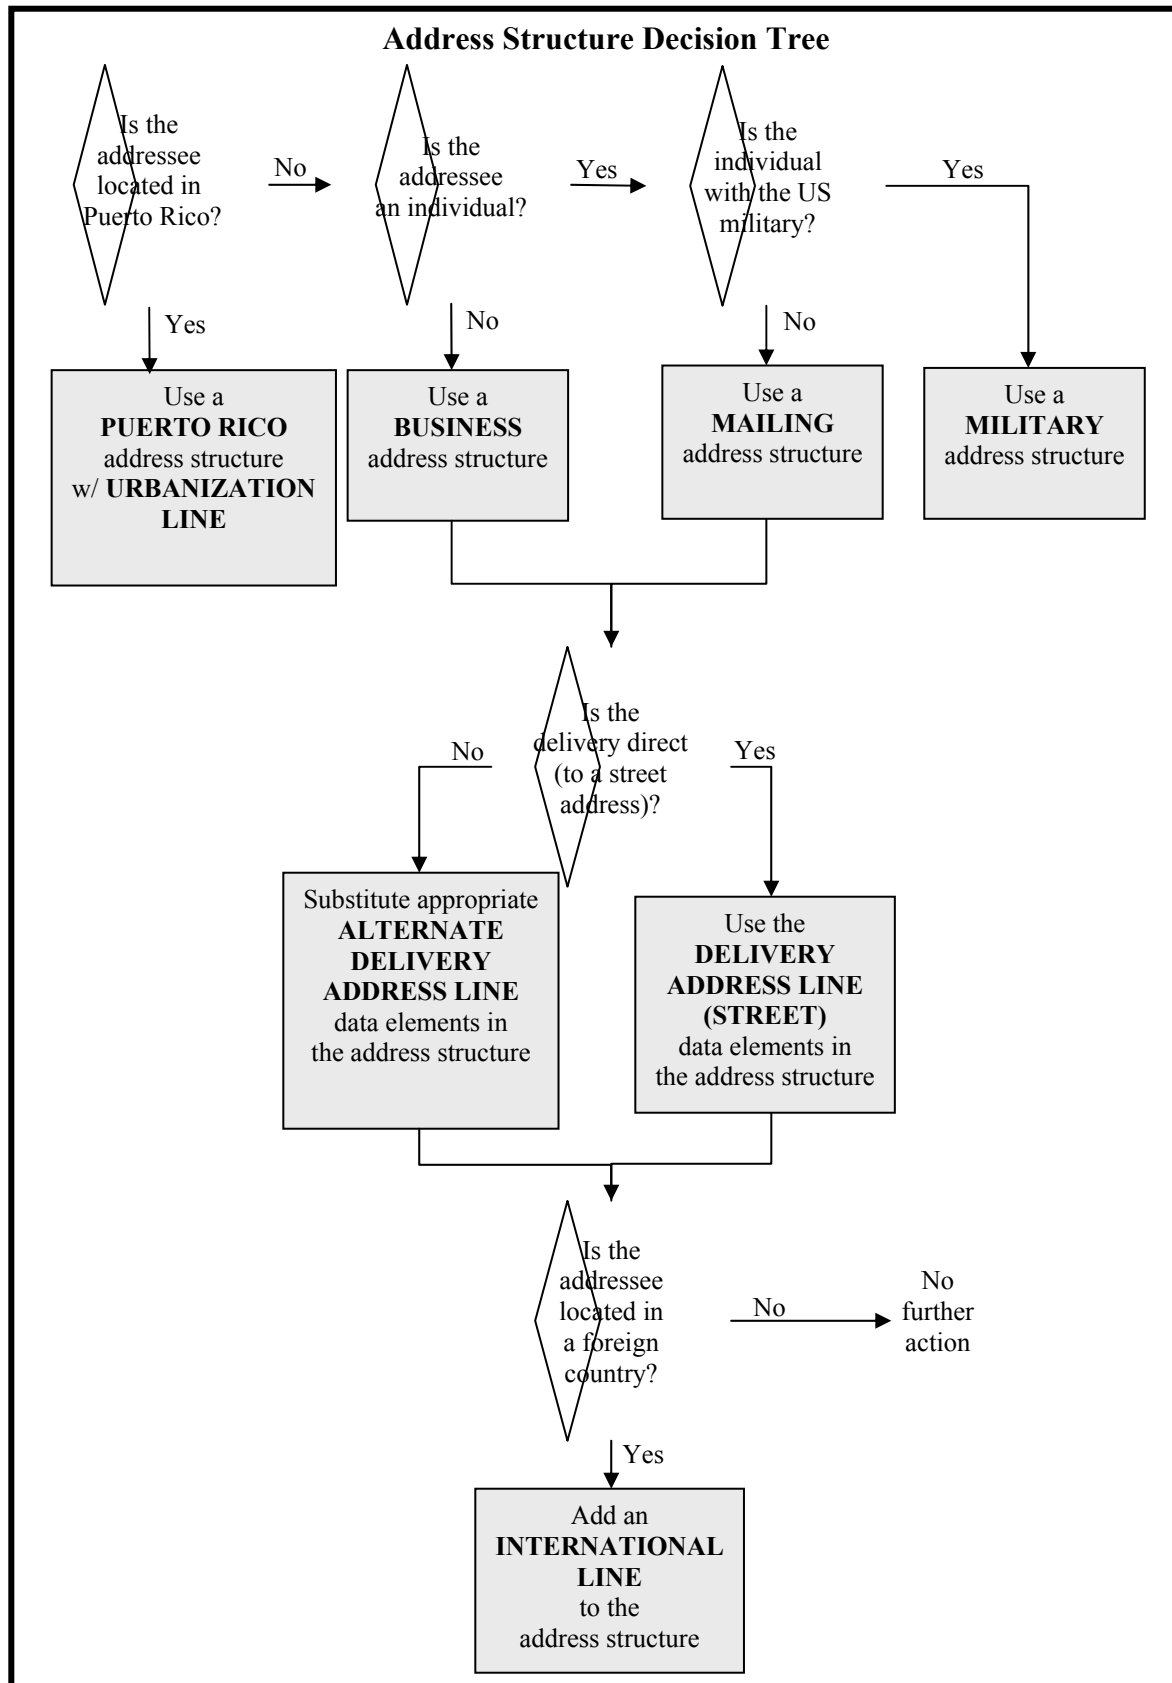 Address Structure Decision Tree
Is the
addressee
located in
Puerto Rico?
No
Is the
addressee
an individual?
Yes
Is the
individual
with the US
military?
Yes
Yes
No
No
Use a
PUERTO RICO
address structure
w/ URBANIZATION
LINE
Use a
BUSINESS
address structure
Use a
MAILING
address structure
Use a
MILITARY
address structure
Is the
delivery direct
(to a street
address)?
No
Yes
Substitute appropriate
ALTERNATE
DELIVERY
ADDRESS LINE
data elements in
the address structure
Use the
DELIVERY
ADDRESS LINE
(STREET)
data elements in
the address structure
Is the
addressee
located in
a foreign
country?
No
No
further
action
Yes
Add an
INTERNATIONAL
LINE
to the
address structure